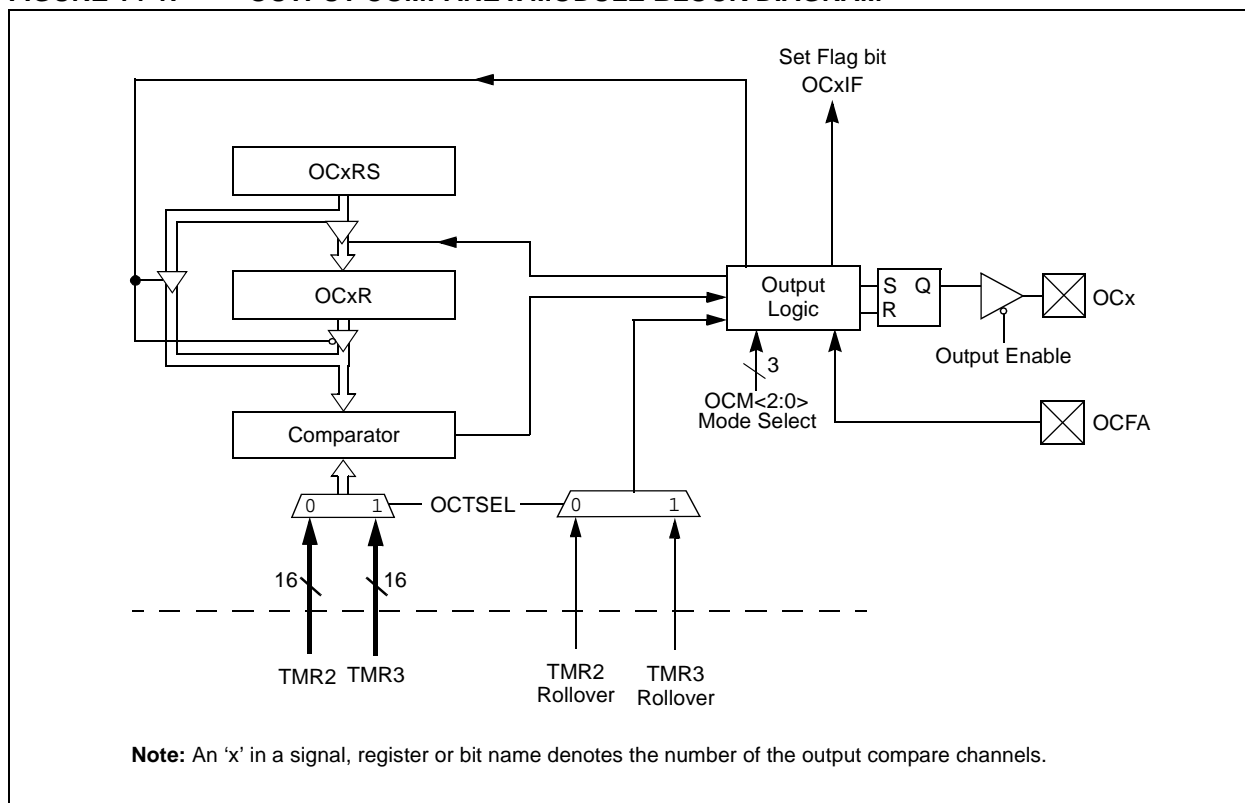 Set Flag bit
OCxIF
OCxRS
OCxR
Output
Logic
S Q
R
OCx
Output Enable
3
OCM<2:0>
Mode Select
OCFA
Comparator
0 1
OCTSEL
0 1
16
16
TMR2
TMR3
TMR2
Rollover
TMR3
Rollover
Note: An ‘x’ in a signal, register or bit name denotes the number of the output compare channels.